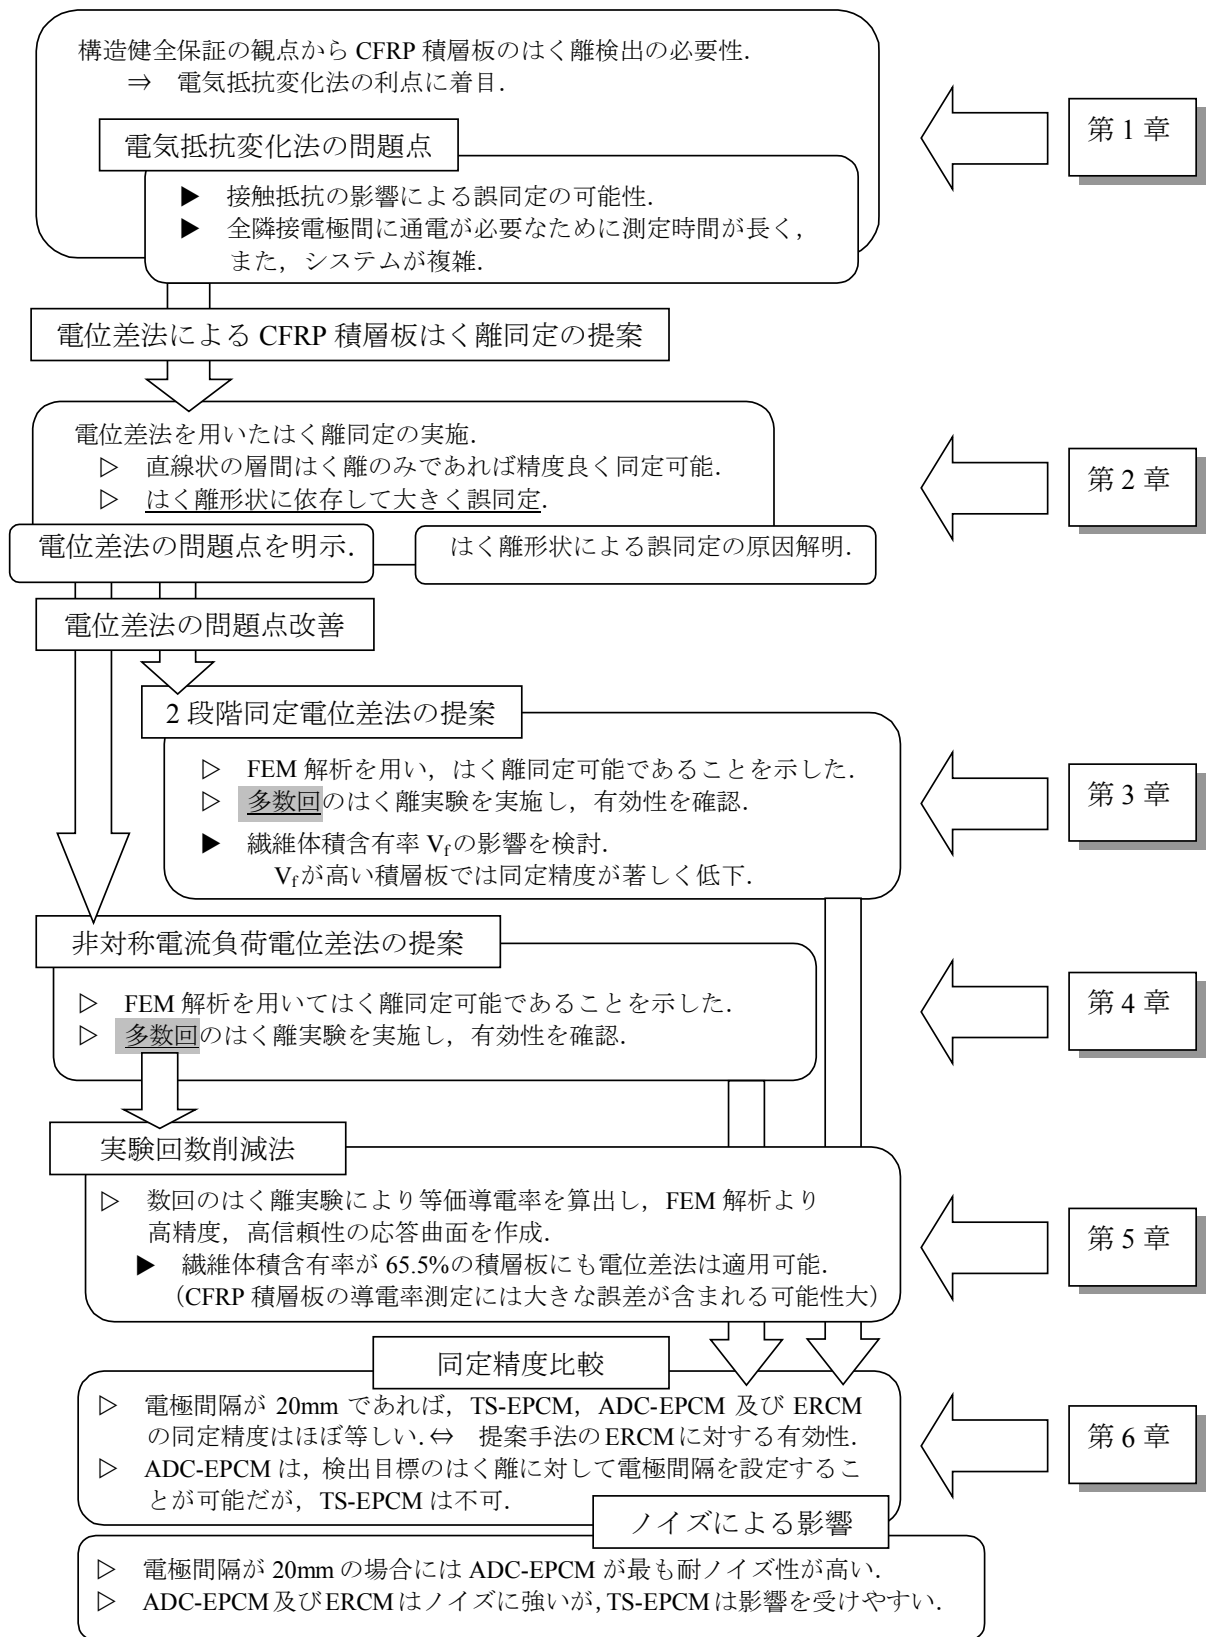 構造健全保証の観点から CFRP 積層板のはく離検出の必要性.
⇒ 電気抵抗変化法の利点に着目.
第 1 章
電気抵抗変化法の問題点
▶ 接触抵抗の影響による誤同定の可能性.
▶ 全隣接電極間に通電が必要なために測定時間が長く,
また,システムが複雑.
電位差法による CFRP 積層板はく離同定の提案
電位差法を用いたはく離同定の実施.
▷ 直線状の層間はく離のみであれば精度良く同定可能.
▷ はく離形状に依存して大きく誤同定.
第 2 章
電位差法の問題点を明示.
はく離形状による誤同定の原因解明.
電位差法の問題点改善
2 段階同定電位差法の提案
▷ FEM 解析を用い,はく離同定可能であることを示した.
▷ 多数回のはく離実験を実施し,有効性を確認.
▶ 繊維体積含有率 Vfの影響を検討.
Vfが高い積層板では同定精度が著しく低下.
第 3 章
非対称電流負荷電位差法の提案
▷ FEM 解析を用いてはく離同定可能であることを示した.
▷ 多数回のはく離実験を実施し,有効性を確認.
第 4 章
実験回数削減法
▷ 数回のはく離実験により等価導電率を算出し,FEM 解析より
高精度,高信頼性の応答曲面を作成.
▶ 繊維体積含有率が 65.5%の積層板にも電位差法は適用可能.
(CFRP 積層板の導電率測定には大きな誤差が含まれる可能性大)
第 5 章
同定精度比較
▷ 電極間隔が 20mm であれば,TS-EPCM,ADC-EPCM 及び ERCM
の同定精度はほぼ等しい.⇔ 提案手法のERCMに対する有効性.
▷ ADC-EPCM は,検出目標のはく離に対して電極間隔を設定するこ
とが可能だが,TS-EPCM は不可.
第 6 章
ノイズによる影響
▷ 電極間隔が 20mm の場合には ADC-EPCM が最も耐ノイズ性が高い.
▷ ADC-EPCM及びERCMはノイズに強いが,TS-EPCMは影響を受けやすい.